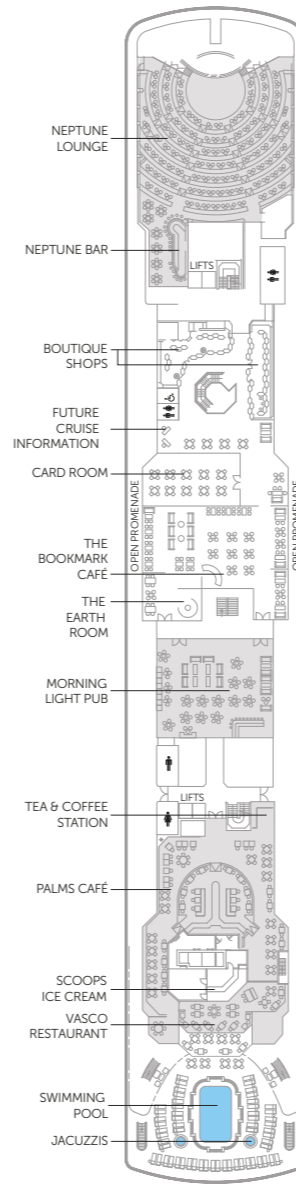 NEPTUNE
LOUNGE
NEPTUNE BAR
LIFTS
BOUTIQUE
SHOPS
FUTURE
CRUISE
INFORMATION
CARD ROOM
OPEN PROMENADE
OPEN PROMENADE
THE
BOOKMARK
CAFÉ
THE
EARTH
ROOM
MORNING
LIGHT PUB
TEA & COFFEE
STATION
LIFTS
PALMS CAFÉ
SCOOPS
ICE CREAM
VASCO
RESTAURANT
SWIMMING
POOL
JACUZZIS